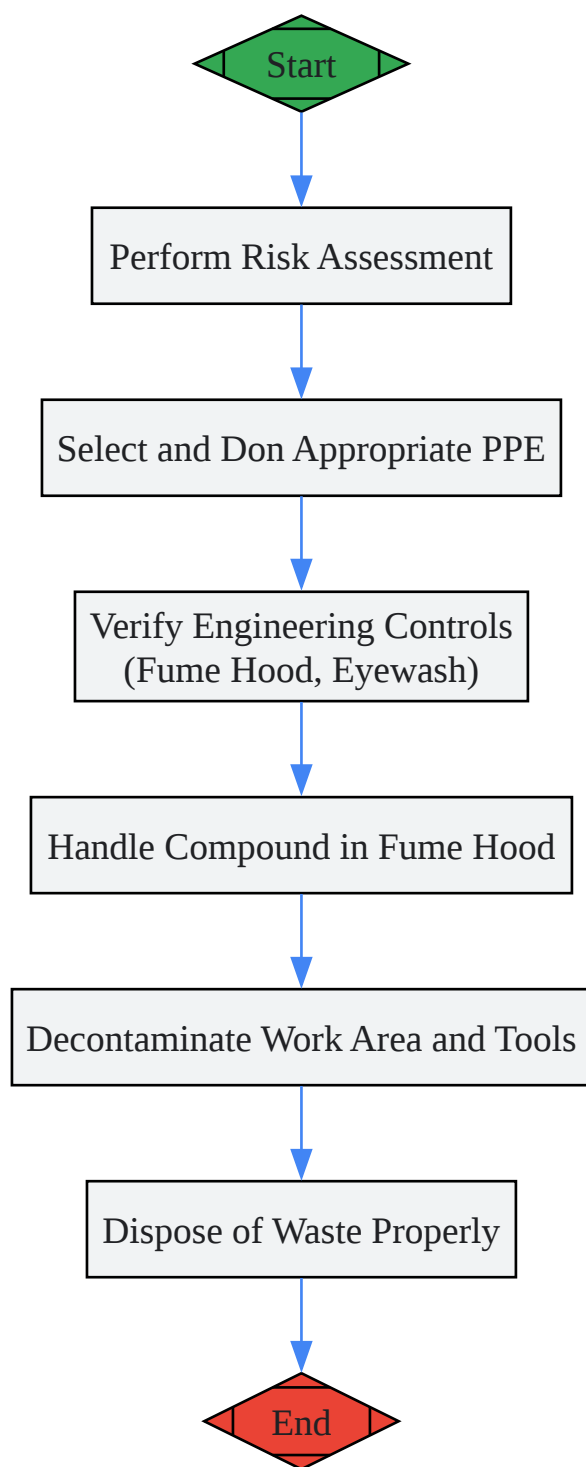 Start
Perform Risk Assessment
Select and Don Appropriate PPE
Verify Engineering Controls
(Fume Hood, Eyewash)
Handle Compound in Fume Hood
Decontaminate Work Area and Tools
Dispose of Waste Properly
End